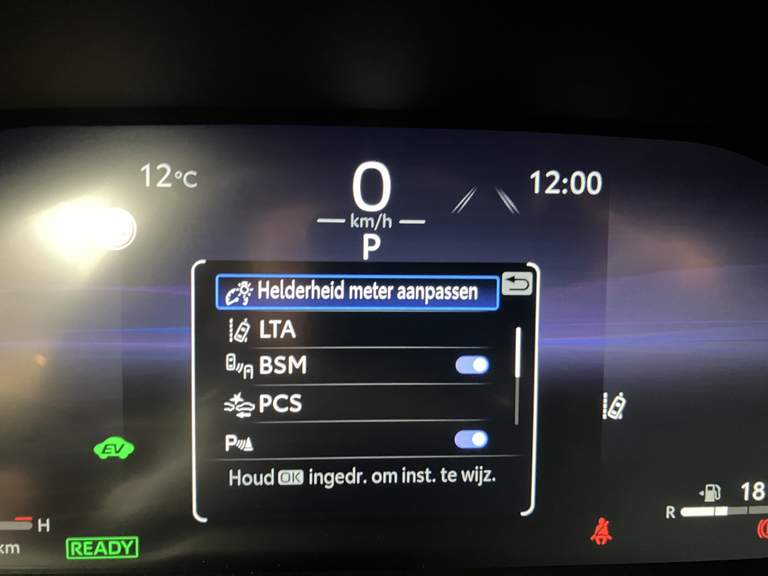 12°C
0
km/h
P
12:00
Helderheid meter aanpassen
LTA
BSM
PCS
P
Houd OK ingedr. om inst. te wijz.
EV
H
km
READY
R
18